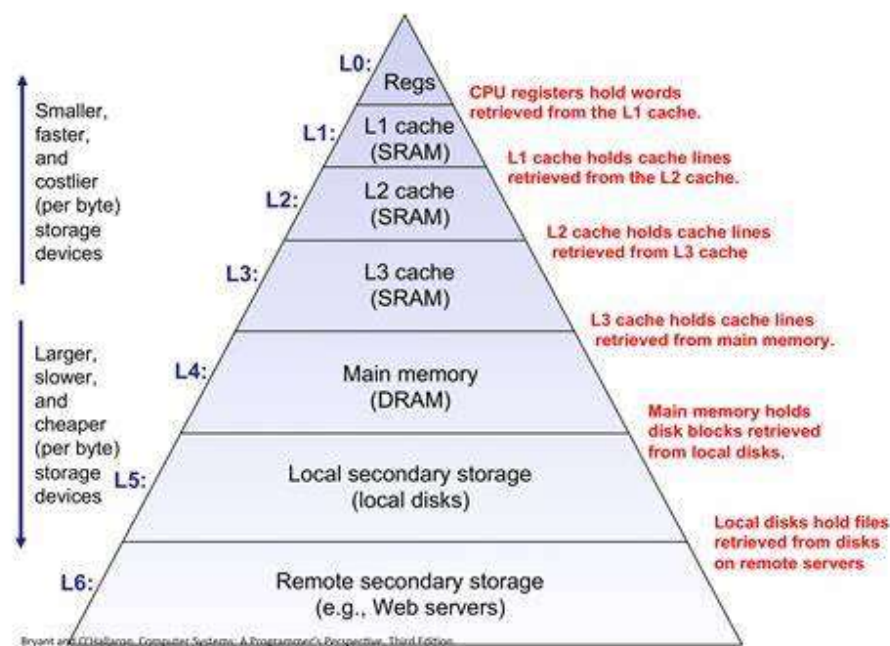 L0:
Regs
CPU registers hold words
retrieved from the L1 cache.
Smaller,
faster,
and
costlier
(per byte)
storage
devices
L1:
L1 cache
(SRAM)
L1 cache holds cache lines
retrieved from the L2 cache.
L2:
L2 cache
(SRAM)
L2 cache holds cache lines
retrieved from L3 cache
L3:
L3 cache
(SRAM)
L3 cache holds cache lines
retrieved from main memory.
Larger,
slower,
and
cheaper
(per byte)
storage
devices
L4:
Main memory
(DRAM)
Main memory holds
disk blocks retrieved
from local disks.
L5:
Local secondary storage
(local disks)
Local disks hold files
retrieved from disks
on remote servers
L6:
Remote secondary storage
(e.g., Web servers)
Bryant and O'Hallaron, Computer Systems: A Programmer's Perspective, Third Edition